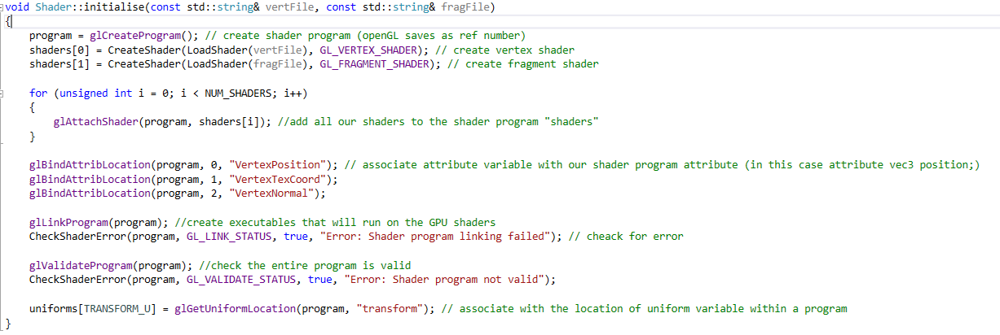 void Shader::initialise(const std::string& vertFile, const std::string& fragFile)
{
    program = glCreateProgram(); // create shader program (openGL saves as ref number)
    shaders[0] = CreateShader(LoadShader(vertFile), GL_VERTEX_SHADER); // create vertex shader
    shaders[1] = CreateShader(LoadShader(fragFile), GL_FRAGMENT_SHADER); // create fragment shader

    for (unsigned int i = 0; i < NUM_SHADERS; i++)
    {
        glAttachShader(program, shaders[i]); //add all our shaders to the shader program "shaders"
    }

    glBindAttribLocation(program, 0, "VertexPosition"); // associate attribute variable with our shader program attribute (in this case attribute vec3 position;)
    glBindAttribLocation(program, 1, "VertexTexCoord");
    glBindAttribLocation(program, 2, "VertexNormal");

    glLinkProgram(program); //create executables that will run on the GPU shaders
    CheckShaderError(program, GL_LINK_STATUS, true, "Error: Shader program linking failed"); // cheack for error

    glValidateProgram(program); //check the entire program is valid
    CheckShaderError(program, GL_VALIDATE_STATUS, true, "Error: Shader program not valid");

    uniforms[TRANSFORM_U] = glGetUniformLocation(program, "transform"); // associate with the location of uniform variable within a program
}